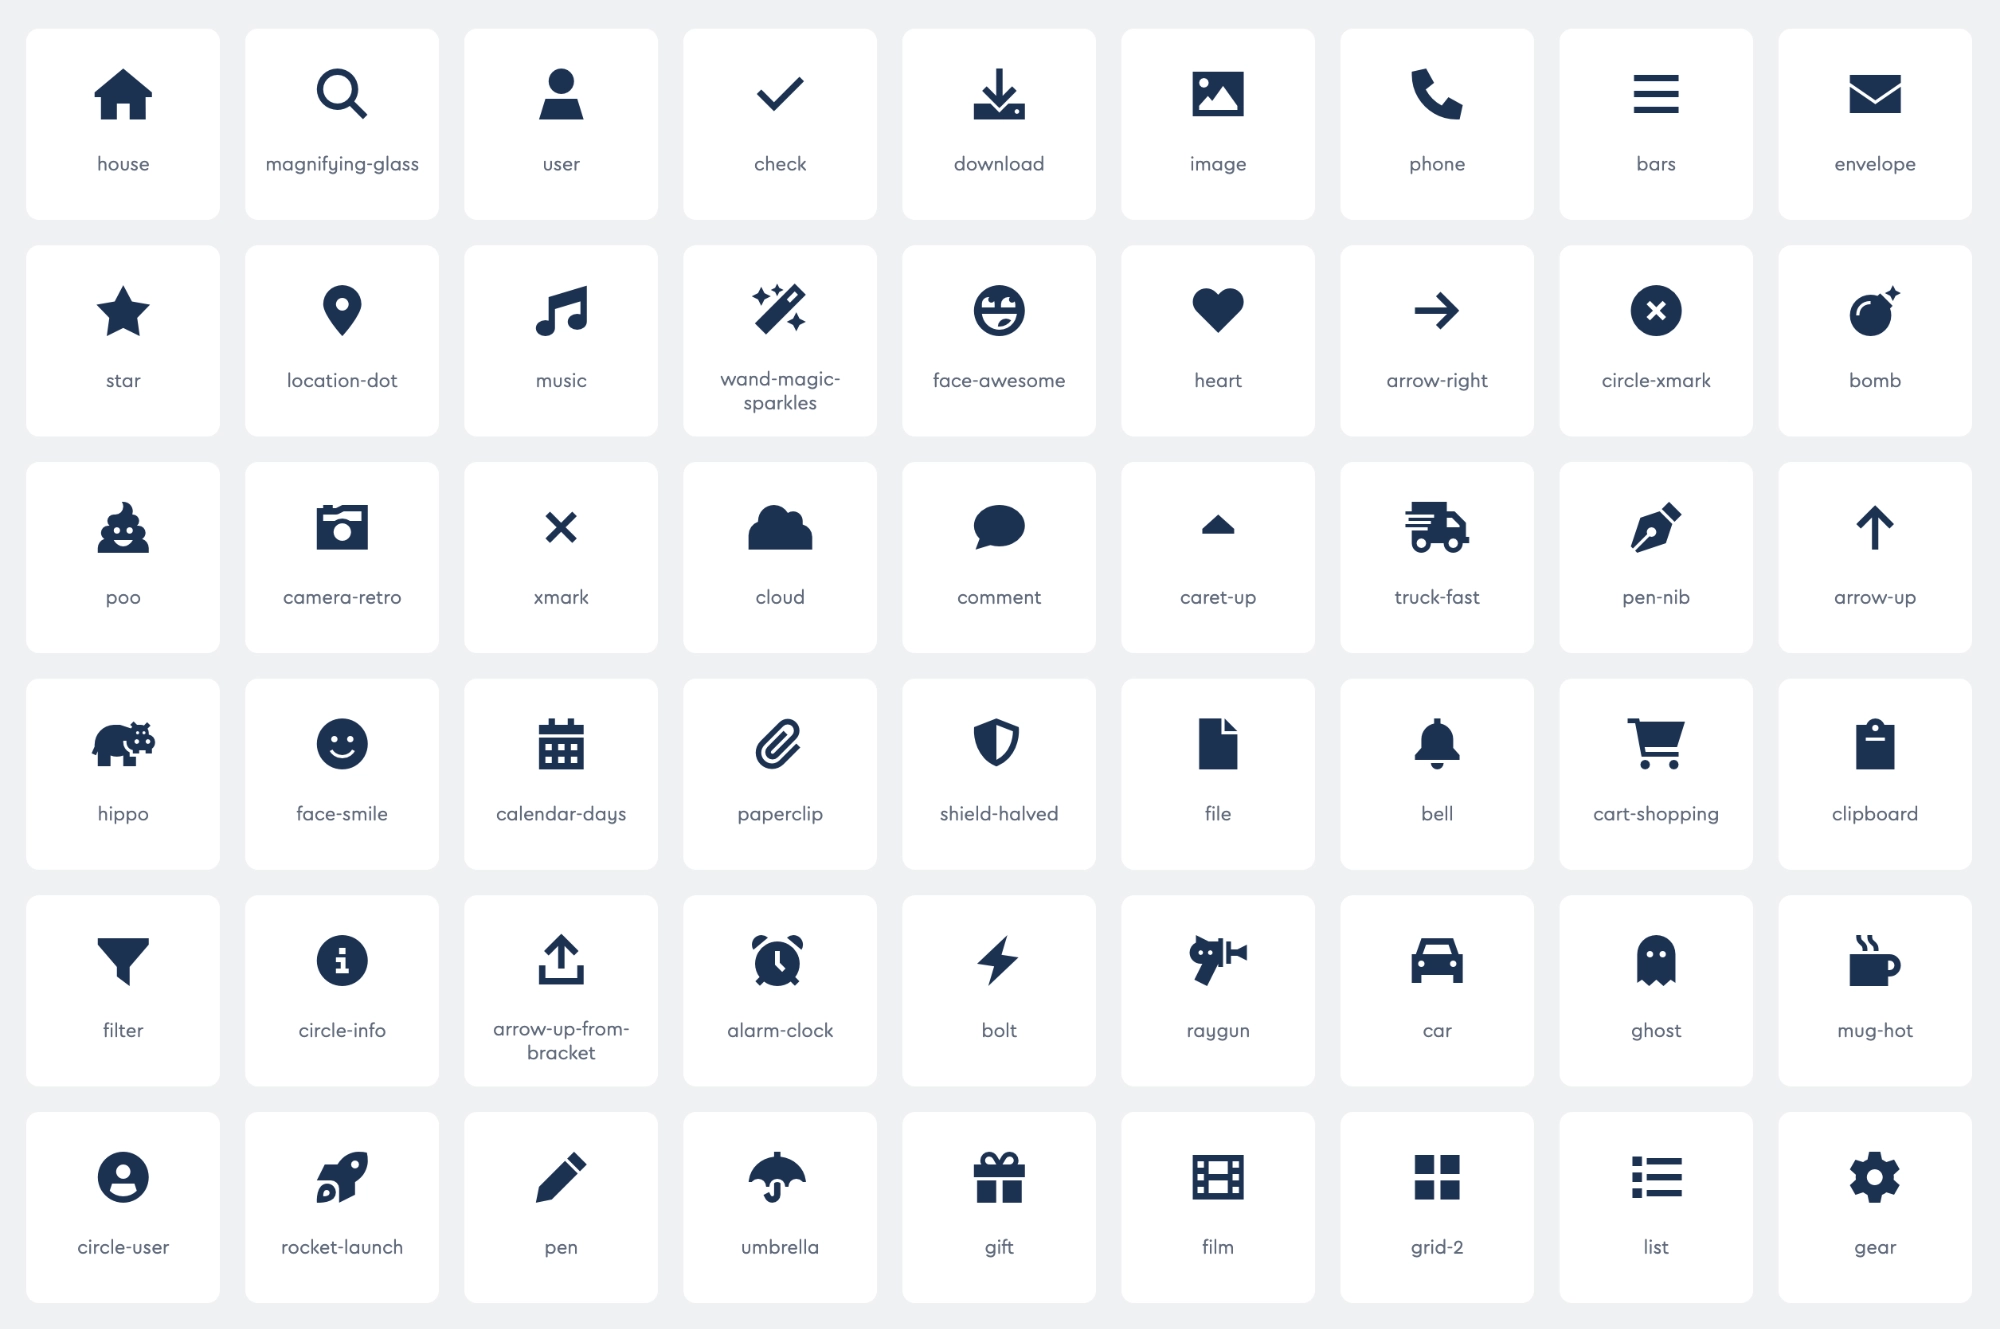 house
magnifying-glass
user
check
download
image
phone
bars
envelope
star
location-dot
music
wand-magic-
sparkles
face-awesome
heart
arrow-right
circle-xmark
bomb
poo
camera-retro
xmark
cloud
comment
caret-up
truck-fast
pen-nib
arrow-up
hippo
face-smile
calendar-days
paperclip
shield-halved
file
bell
cart-shopping
clipboard
filter
circle-info
arrow-up-from-
bracket
alarm-clock
bolt
raygun
car
ghost
mug-hot
circle-user
rocket-launch
pen
umbrella
gift
film
grid-2
list
gear